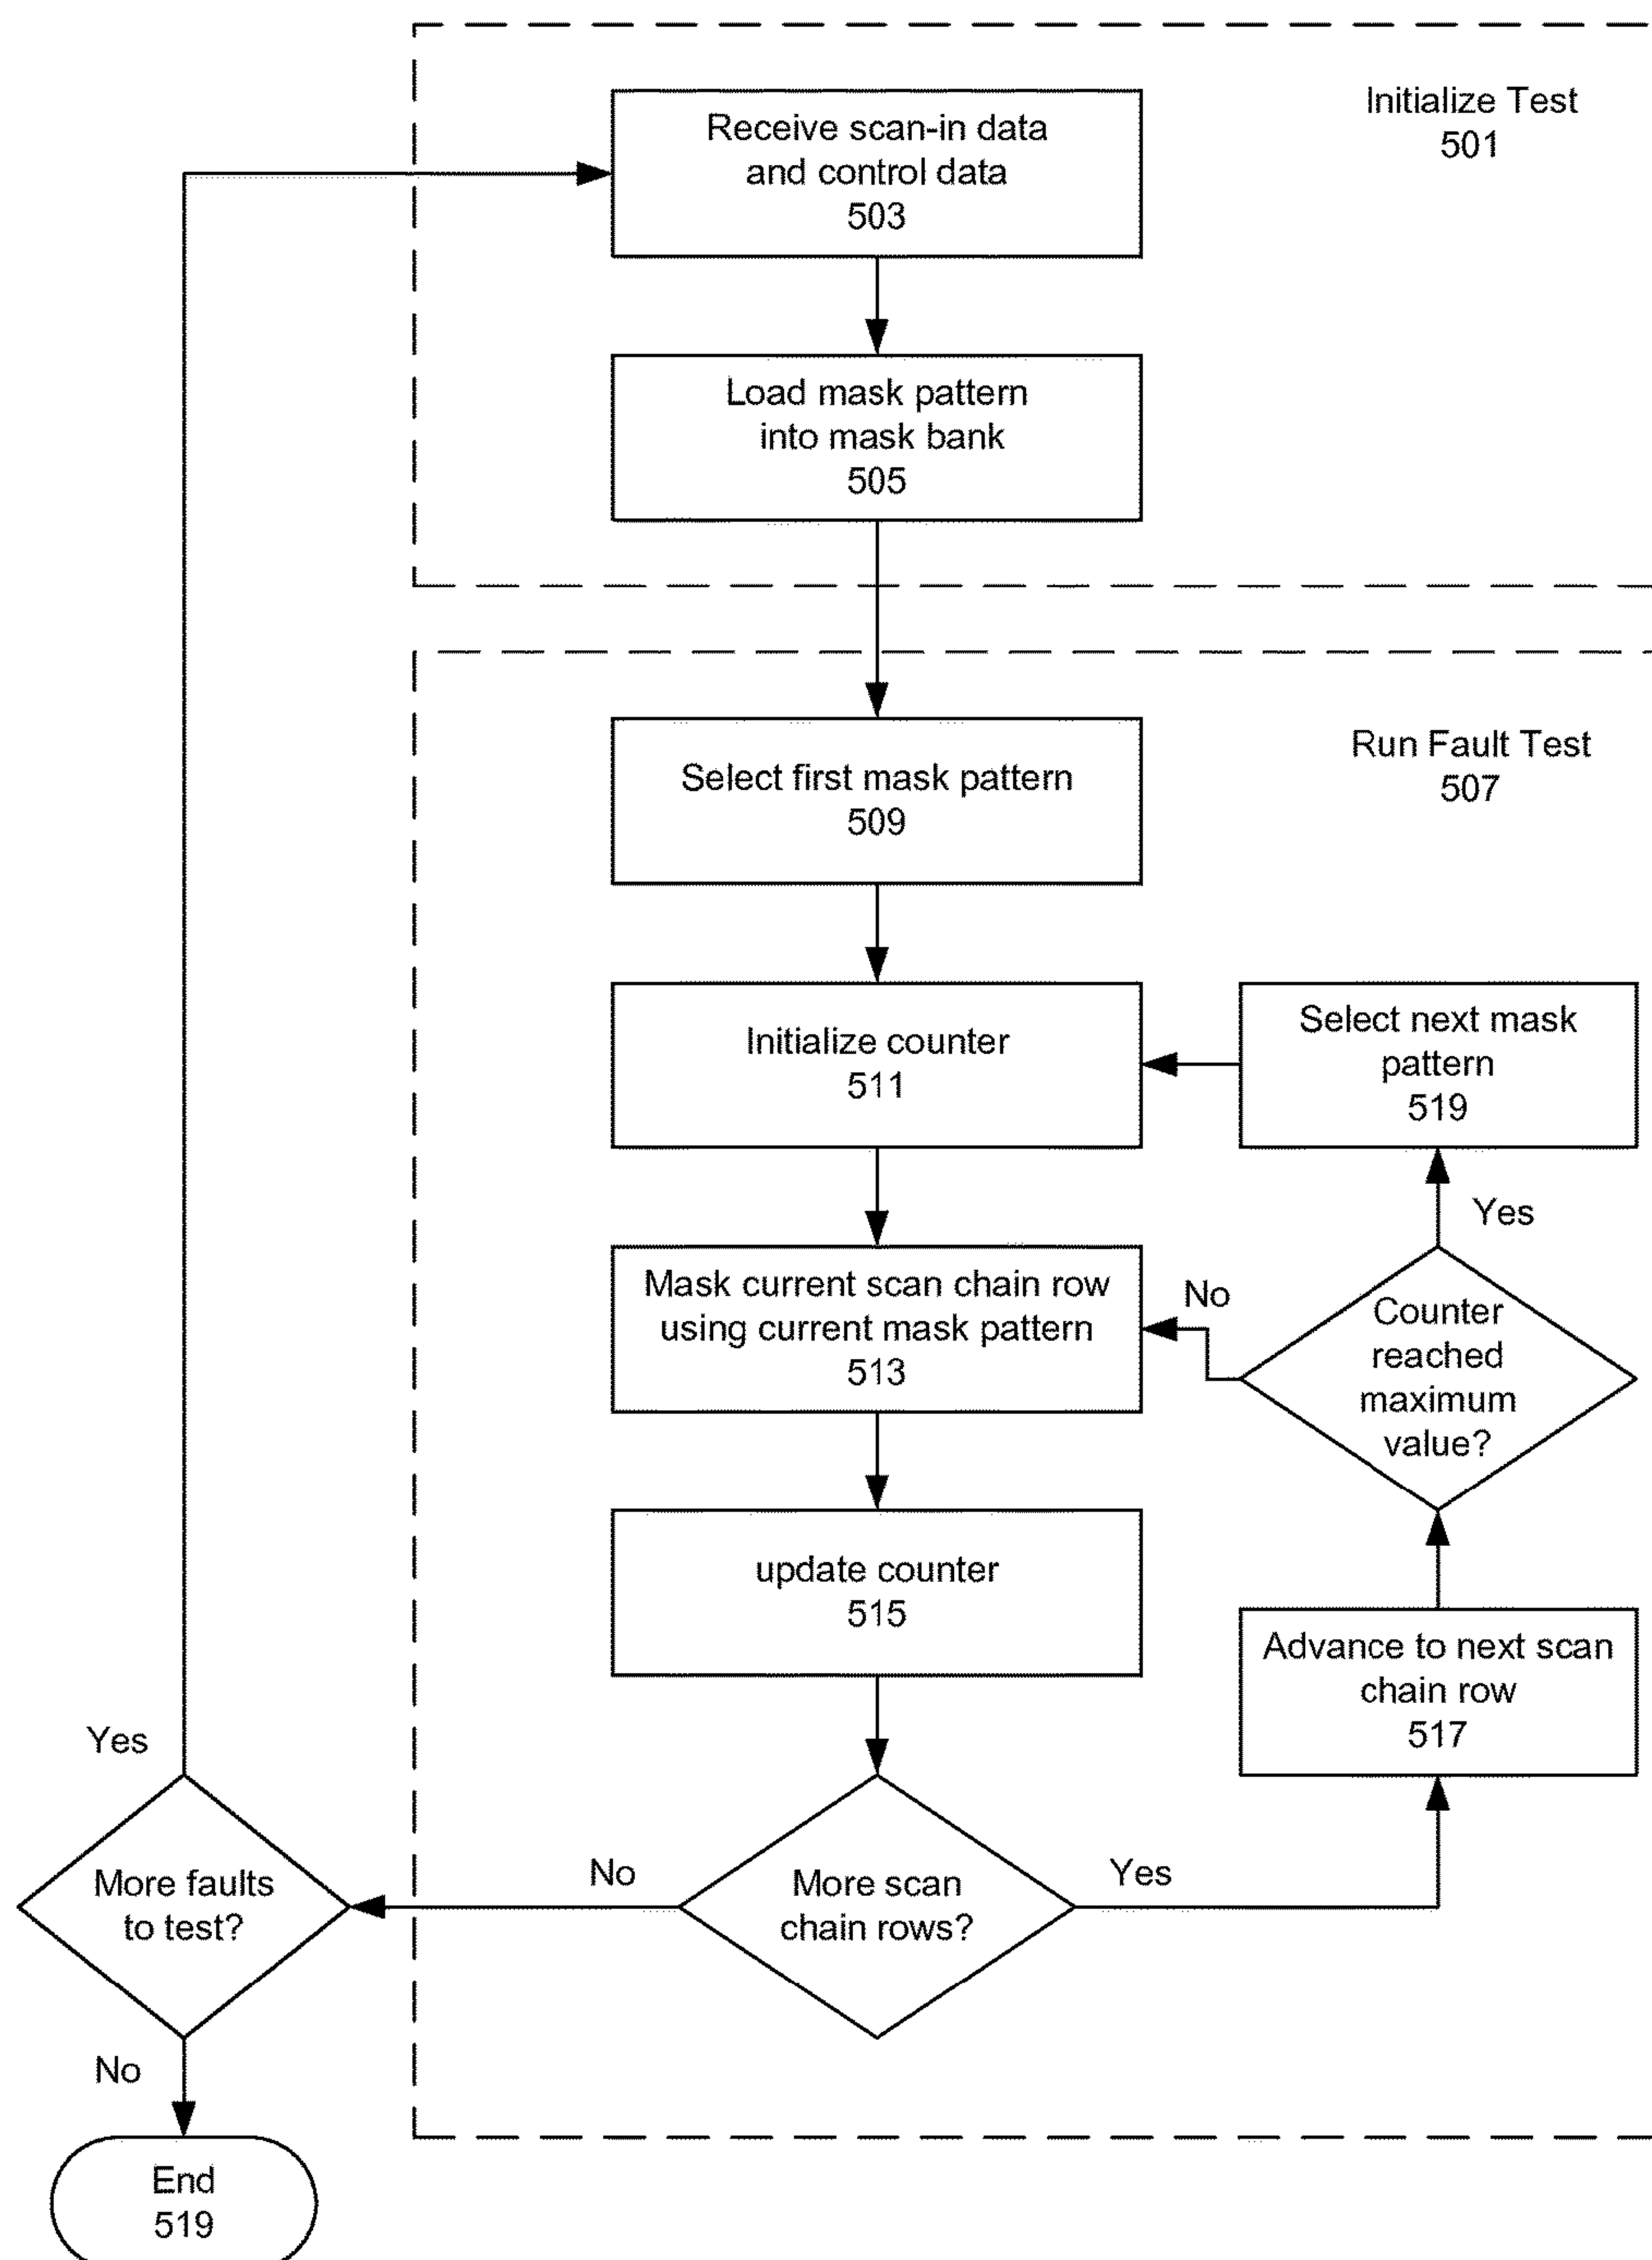 Initialize Test
501
Receive scan-in data
and control data
503
Load mask pattern
into mask bank
505
Run Fault Test
507
Select first mask pattern
509
Initialize counter
511
Select next mask
pattern
519
Yes
Mask current scan chain row
using current mask pattern
513
No
Counter
reached
maximum
value?
update counter
515
Advance to next scan
chain row
517
Yes
More faults
to test?
No
More scan
chain rows?
Yes
No
End
519